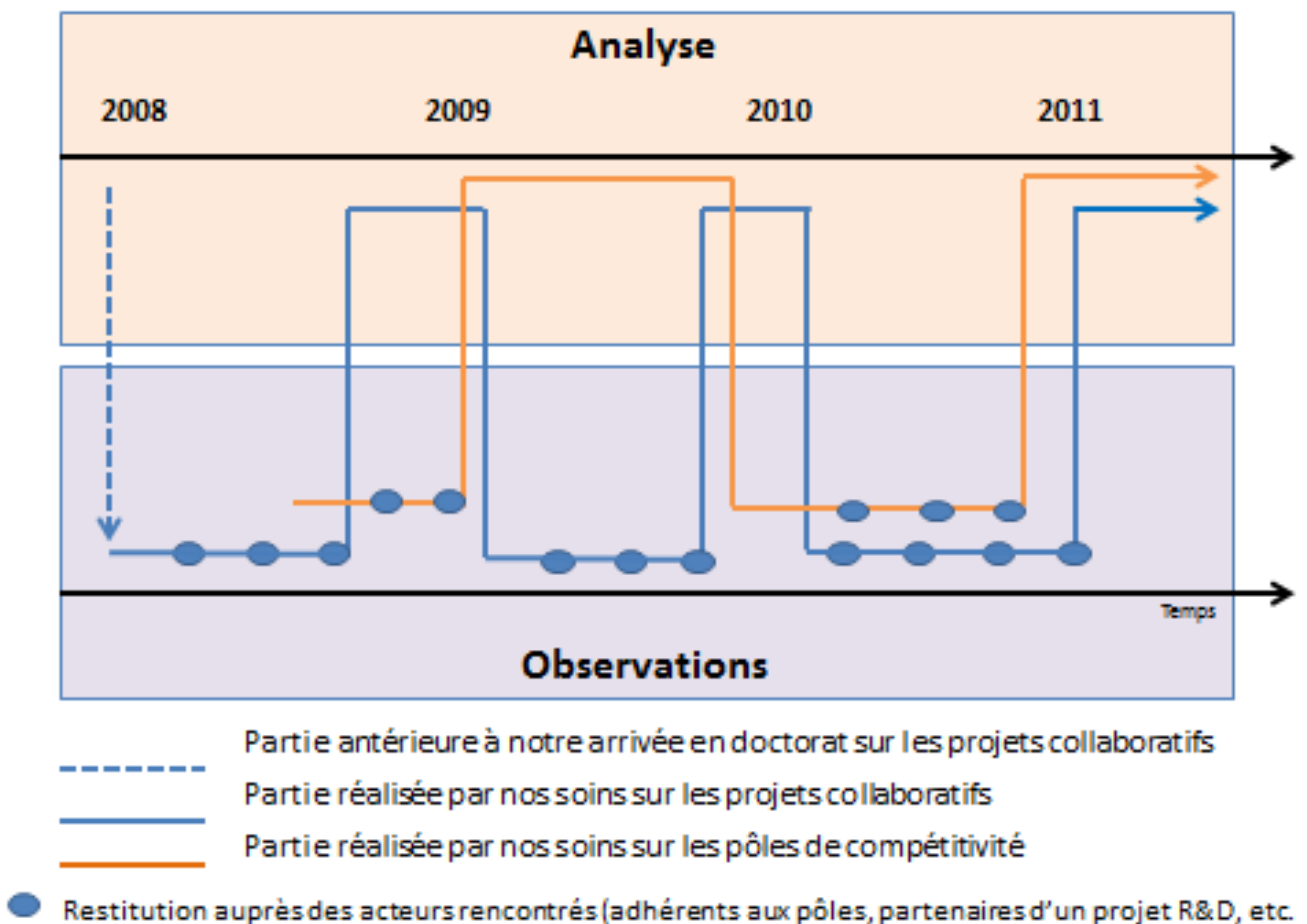 Analyse
2008 2009 2010 2011
Temps
Observations
Partie antérieure à notre arrivée en doctorat sur les projets collaboratifs
Partie réalisée par nos soins sur les projets collaboratifs
Partie réalisée par nos soins sur les pôles de compétitivité
Restitution auprès des acteurs rencontrés (adhérents aux pôles, partenaires d'un projet R&D, etc.